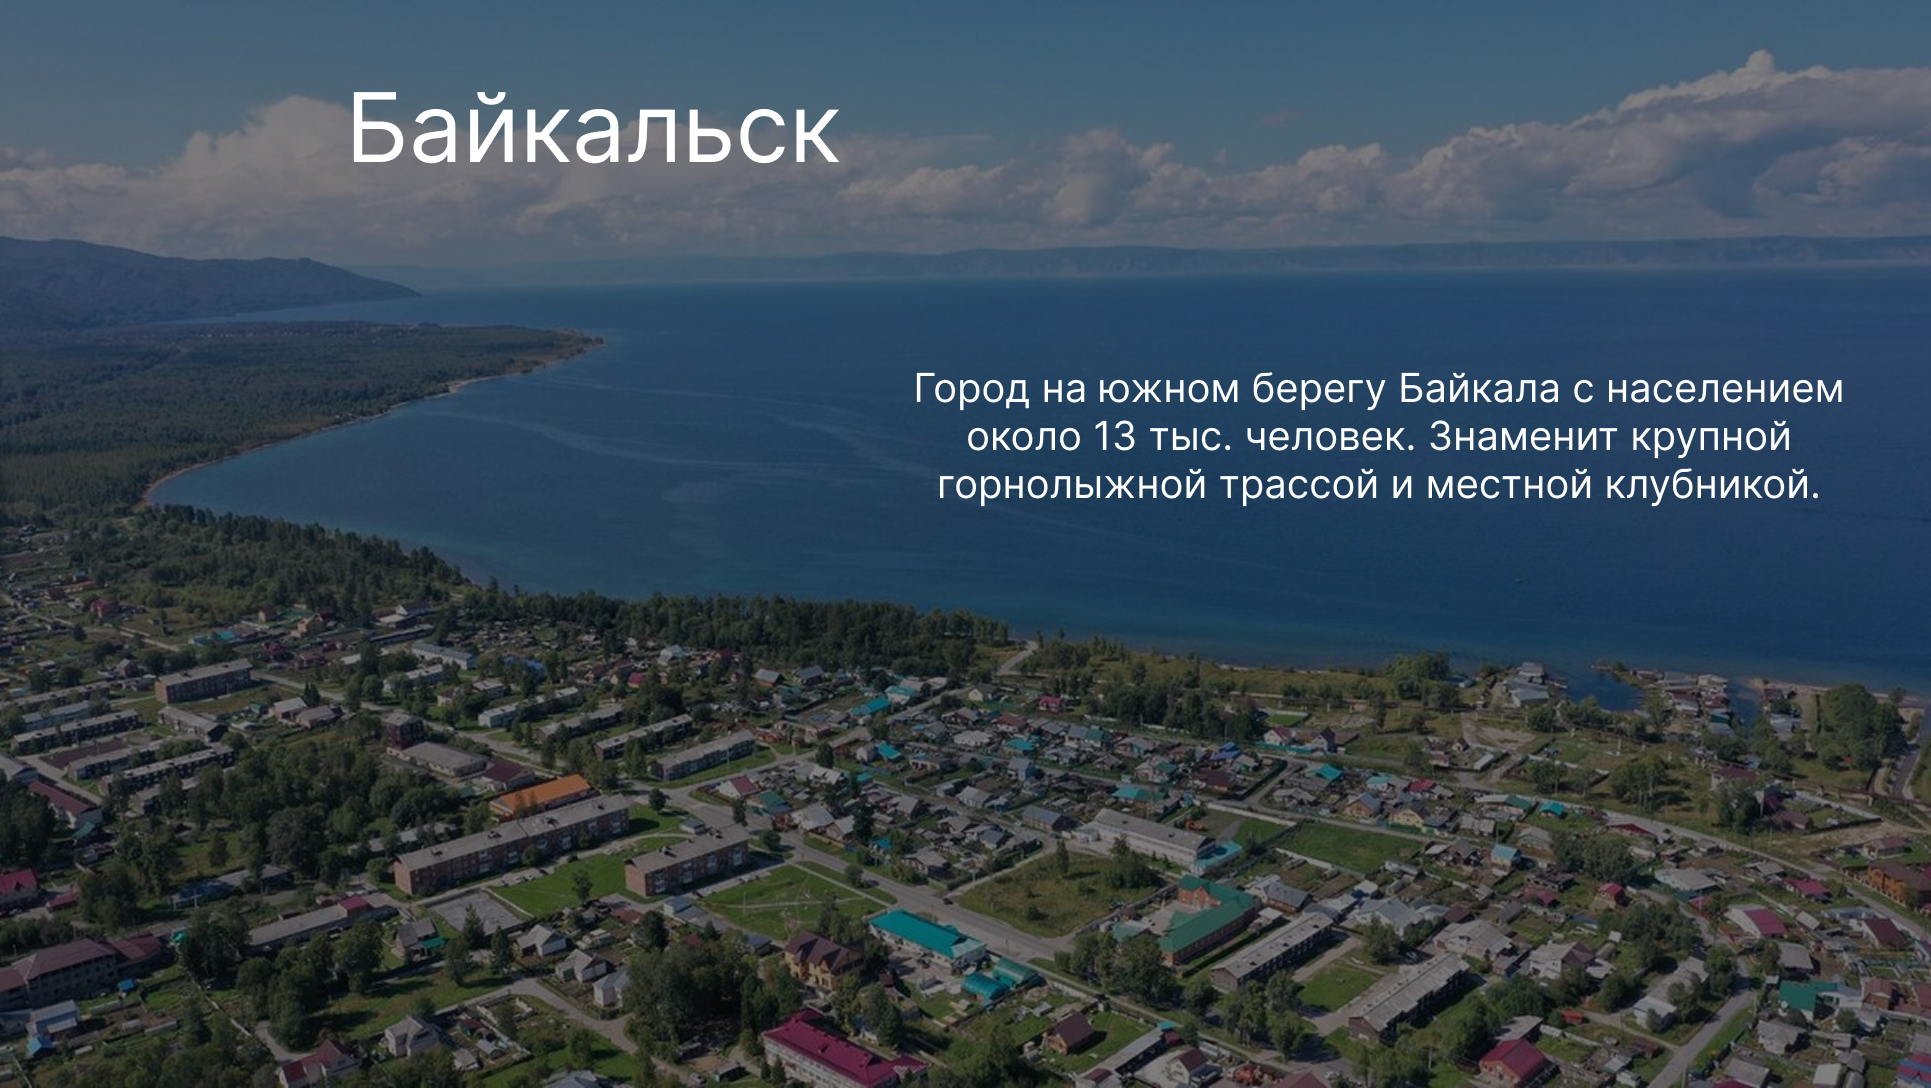 Байкальск
Город на южном берегу Байкала с населением
около 13 тыс. человек. Знаменит крупной
горнолыжной трассой и местной клубникой.